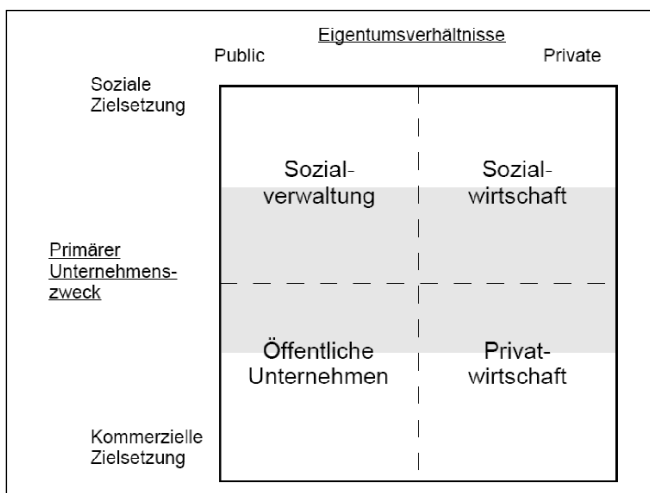 Eigentumsverhältnisse
Public
Private
Soziale
Zielsetzung
Sozial-
verwaltung
Sozial-
wirtschaft
Primärer
Unternehmens-
zweck
Öffentliche
Unternehmen
Privat-
wirtschaft
Kommerzielle
Zielsetzung